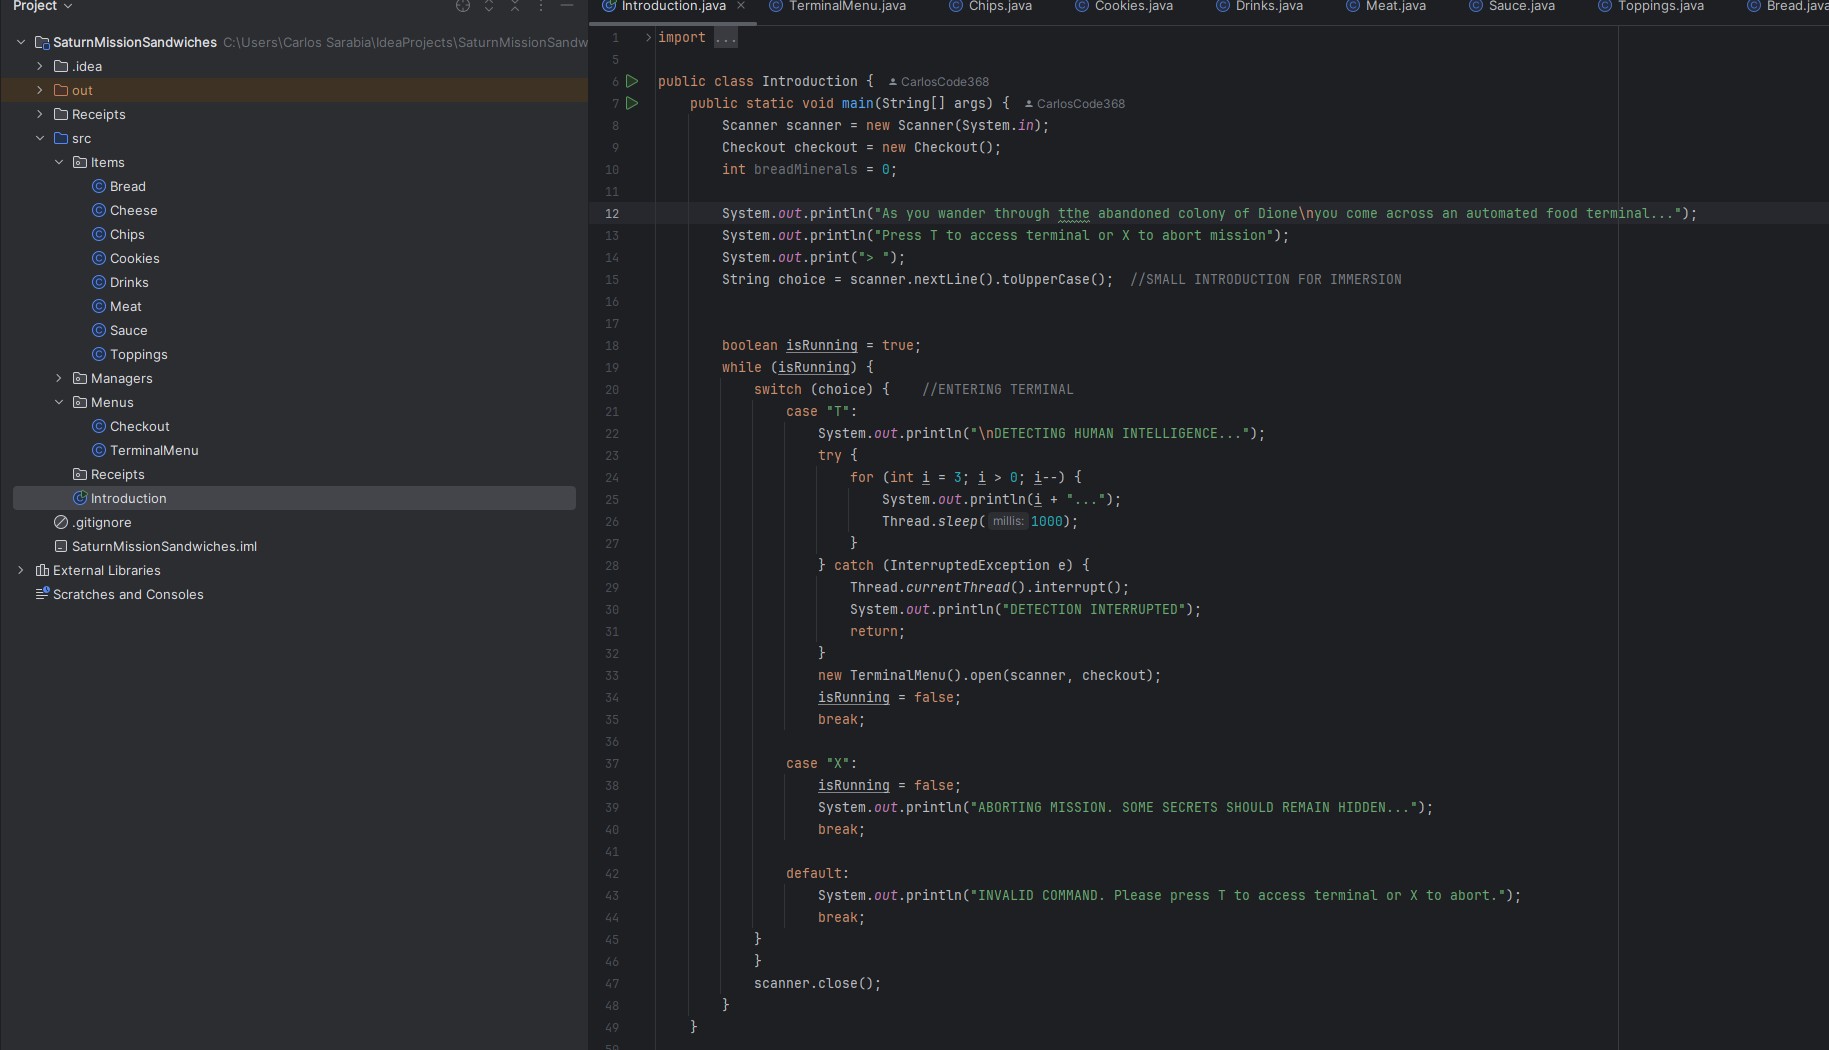 Project
SaturnMissionSandwiches C:\Users\Carlos Sarabia\IdeaProjects\SaturnMissionSandw
.idea
out
Receipts
src
Items
Bread
Cheese
Chips
Cookies
Drinks
Meat
Sauce
Toppings
Managers
Menus
Checkout
TerminalMenu
Receipts
Introduction
.gitignore
SaturnMissionSandwiches.iml
External Libraries
Scratches and Consoles
Introduction.java TerminalMenu.java Chips.java Cookies.java Drinks.java Meat.java Sauce.java Toppings.java Bread.java
1 import ...
5
6 public class Introduction { CarlosCode368
7 public static void main(String[] args) { CarlosCode368
8 Scanner scanner = new Scanner(System.in);
9 Checkout checkout = new Checkout();
10 int breadMinerals = 0;
11
12 System.out.println("As you wander through tthe abandoned colony of Dione\nyou come across an automated food terminal...");
13 System.out.println("Press T to access terminal or X to abort mission");
14 System.out.print("> ");
15 String choice = scanner.nextLine().toUpperCase(); //SMALL INTRODUCTION FOR IMMERSION
16
17
18 boolean isRunning = true;
19 while (isRunning) {
20 switch (choice) { //ENTERING TERMINAL
21 case "T":
22 System.out.println("\nDETECTING HUMAN INTELLIGENCE...");
23 try {
24 for (int i = 3; i > 0; i--) {
25 System.out.println(i + "...");
26 Thread.sleep( millis: 1000);
27 }
28 } catch (InterruptedException e) {
29 Thread.currentThread().interrupt();
30 System.out.println("DETECTION INTERRUPTED");
31 return;
32 }
33 new TerminalMenu().open(scanner, checkout);
34 isRunning = false;
35 break;
36
37 case "X":
38 isRunning = false;
39 System.out.println("ABORTING MISSION. SOME SECRETS SHOULD REMAIN HIDDEN...");
40 break;
41
42 default:
43 System.out.println("INVALID COMMAND. Please press T to access terminal or X to abort.");
44 break;
45 }
46 }
47 scanner.close();
48 }
49 }
50